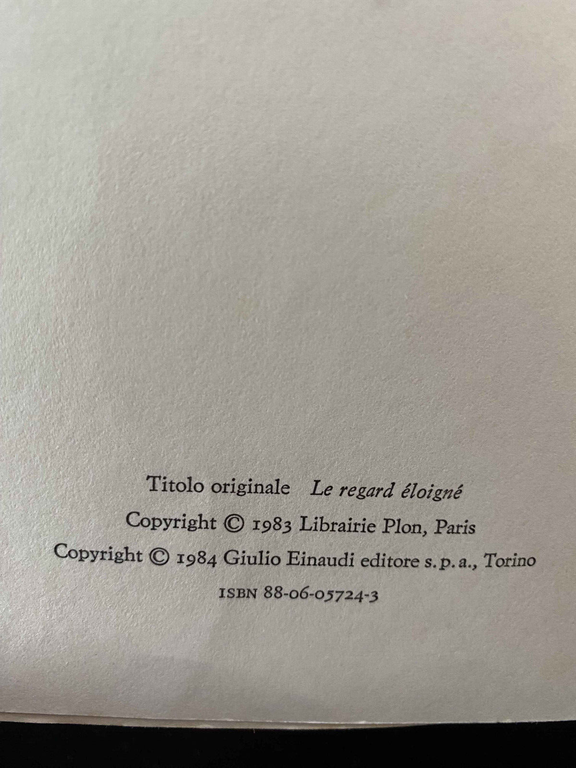 Titolo originale Le regard éloigné
Copyright © 1983 Librairie Plon, Paris
Copyright © 1984 Giulio Einaudi editore s.p.a., Torino
ISBN 88-06-05724-3